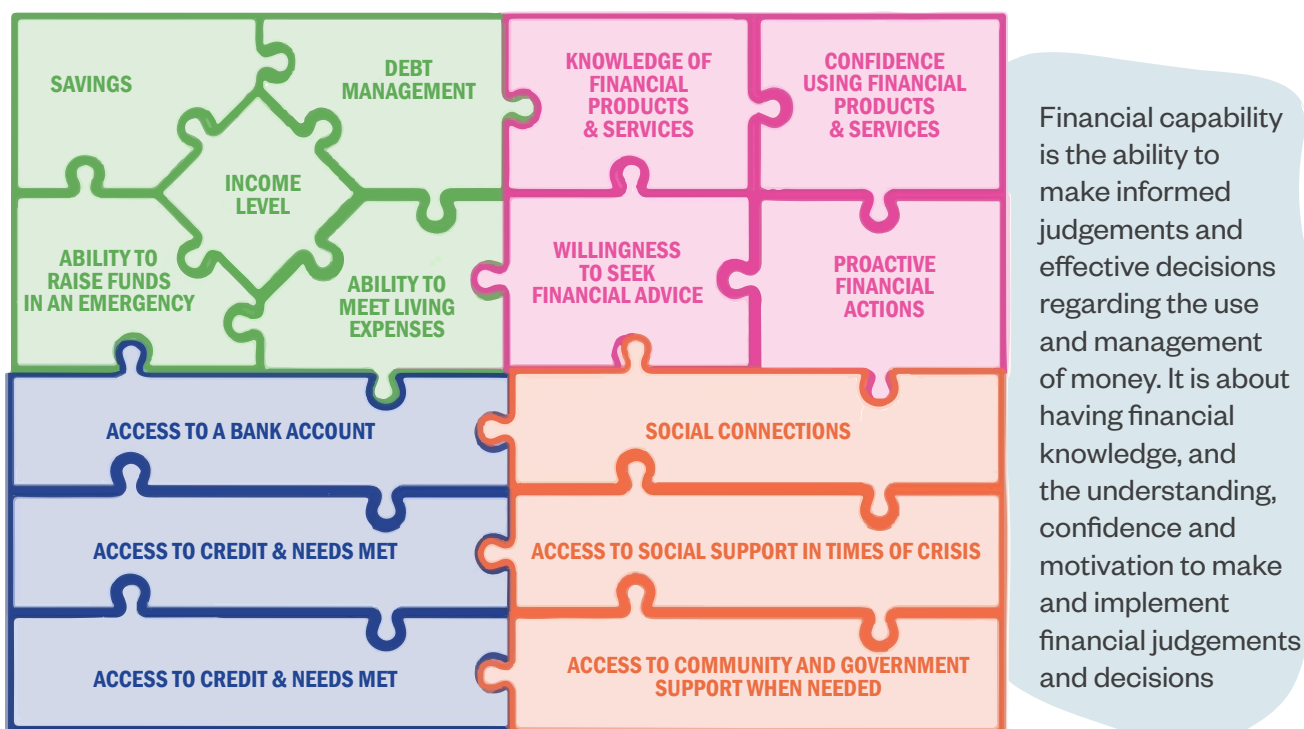 SAVINGS
DEBT
MANAGEMENT
INCOME
LEVEL
ABILITY TO
RAISE FUNDS
IN AN EMERGENCY
ABILITY TO
MEET LIVING
EXPENSES
KNOWLEDGE OF
FINANCIAL
PRODUCTS
& SERVICES
CONFIDENCE
USING FINANCIAL
PRODUCTS
& SERVICES
WILLINGNESS
TO SEEK
FINANCIAL ADVICE
PROACTIVE
FINANCIAL
ACTIONS
ACCESS TO A BANK ACCOUNT
ACCESS TO CREDIT & NEEDS MET
ACCESS TO CREDIT & NEEDS MET
SOCIAL CONNECTIONS
ACCESS TO SOCIAL SUPPORT IN TIMES OF CRISIS
ACCESS TO COMMUNITY AND GOVERNMENT
SUPPORT WHEN NEEDED
Financial capability
is the ability to
make informed
judgements and
effective decisions
regarding the use
and management
of money. It is about
having financial
knowledge, and
the understanding,
confidence and
motivation to make
and implement
financial judgements
and decisions